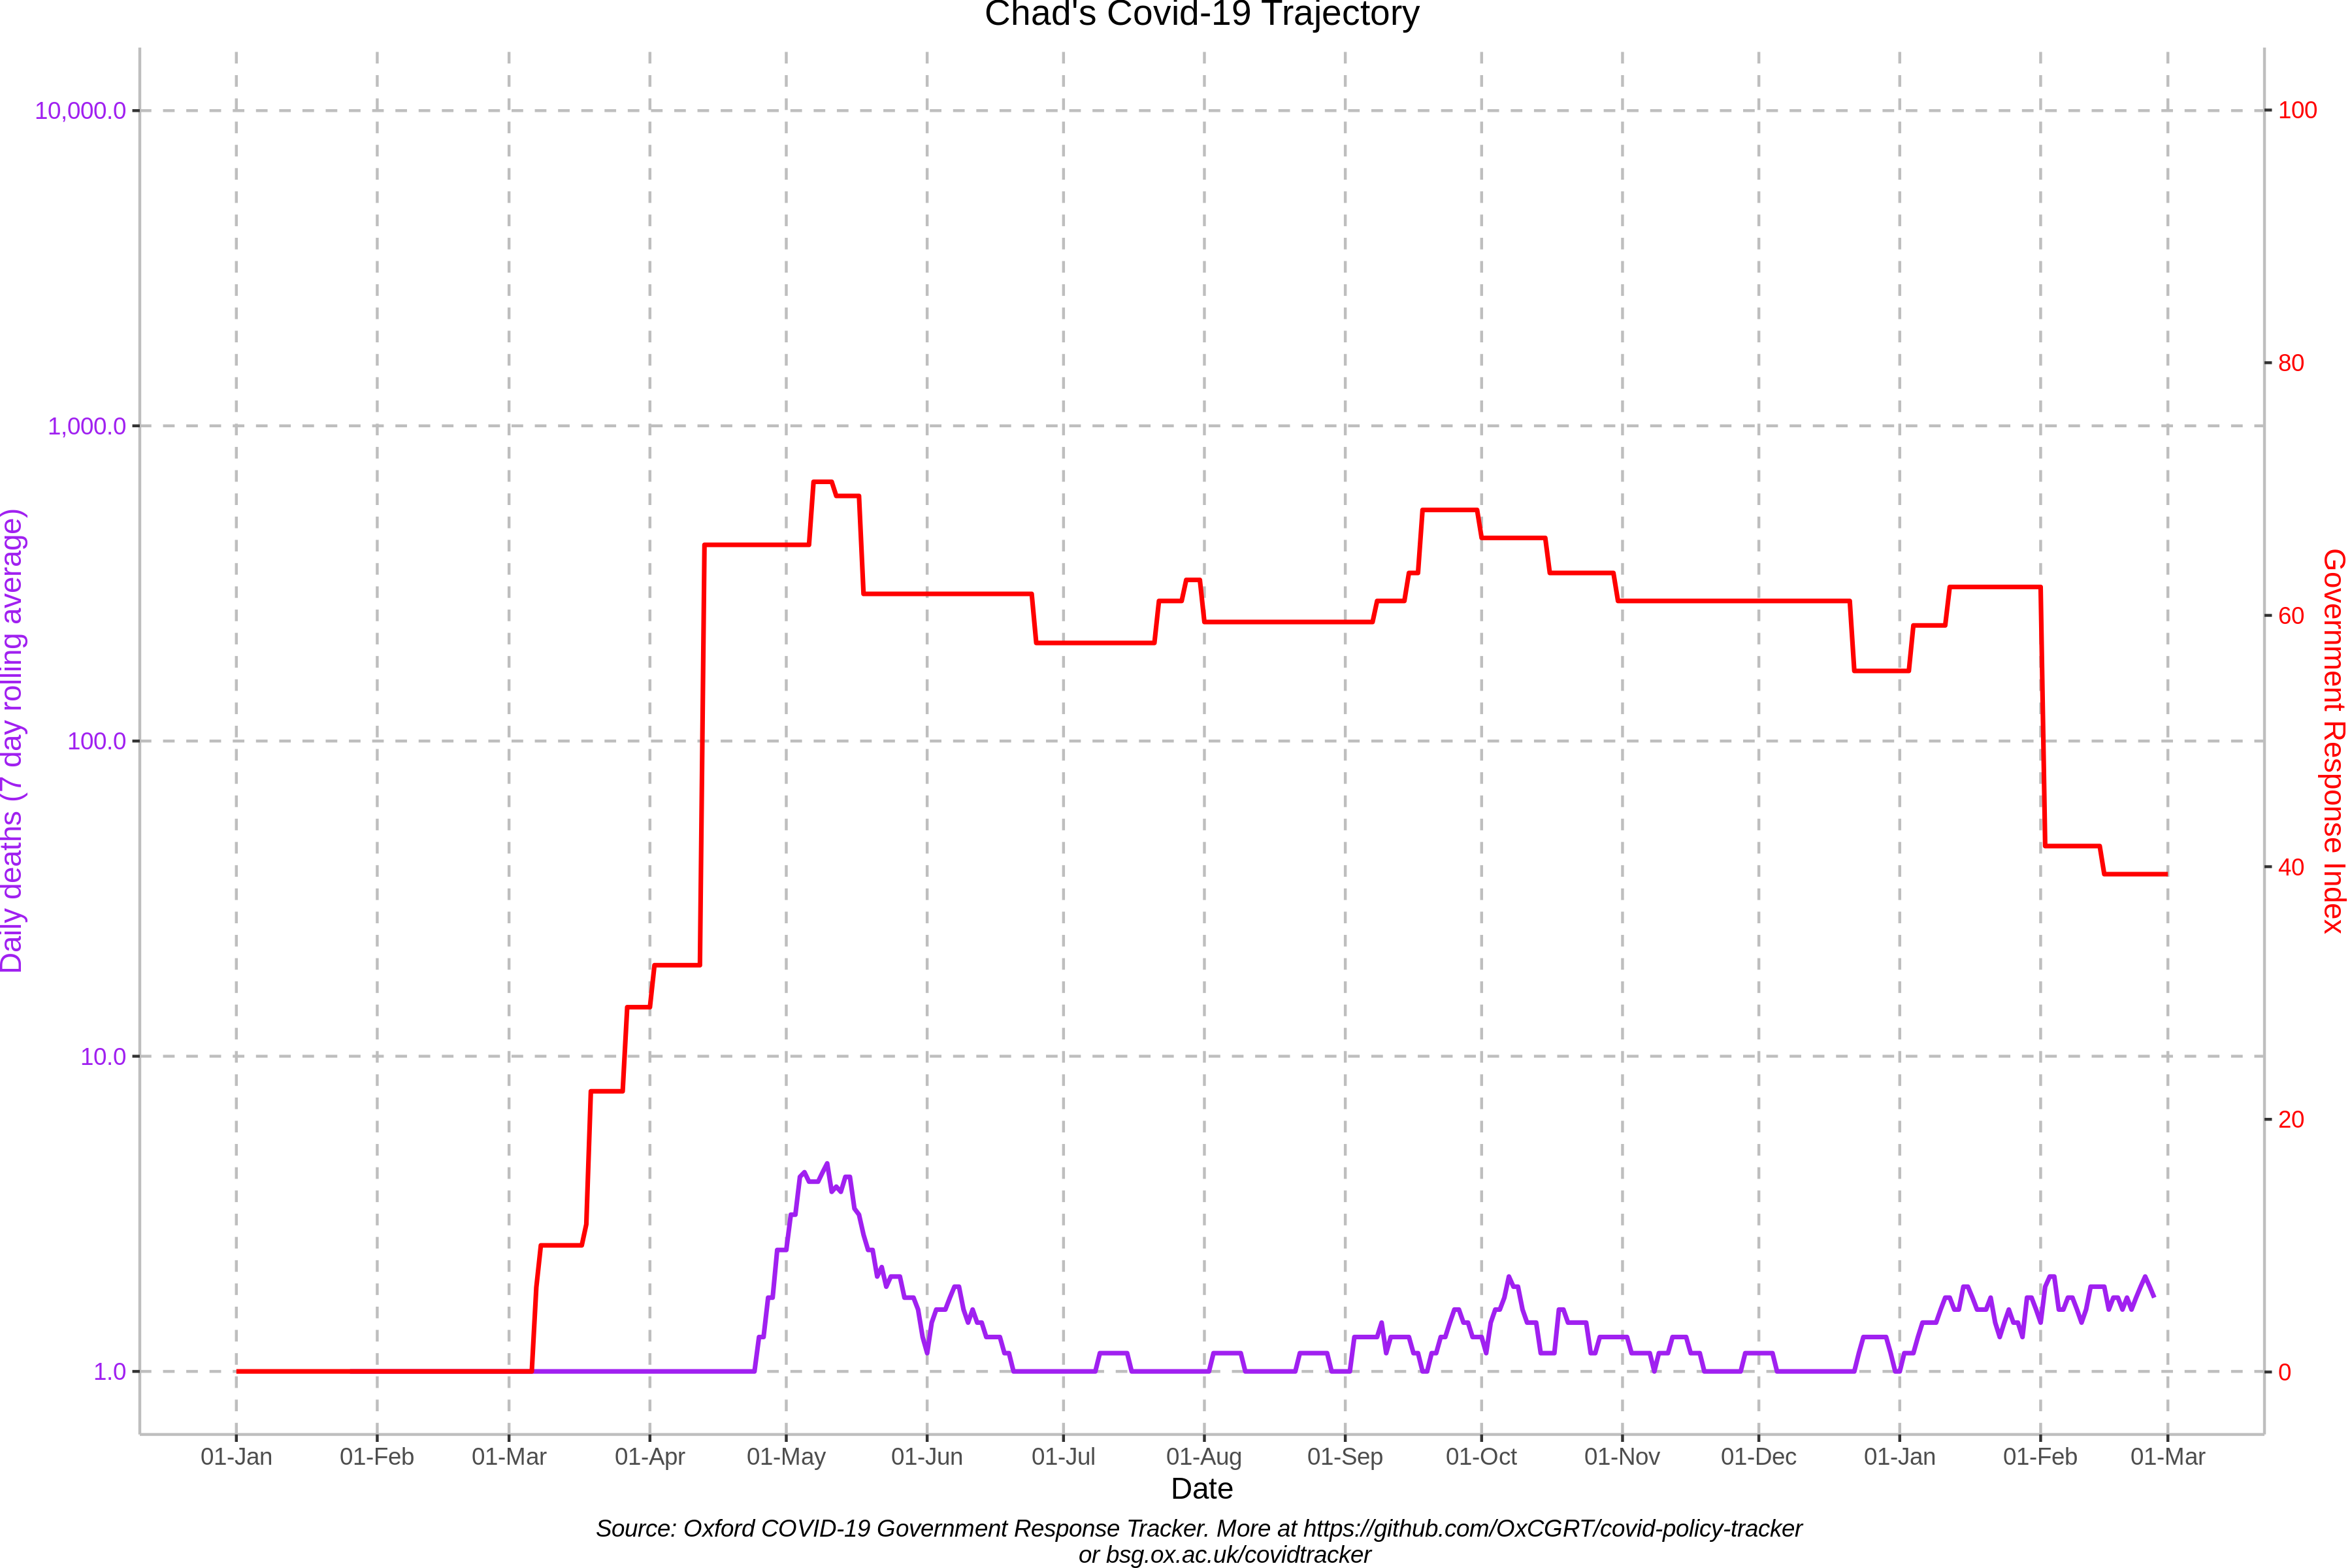 Chad's Covid-19 Trajectory
10,000.0
1,000.0
100.0
10.0
1.0
Daily deaths (7 day rolling average)
100
80
60
40
20
0
Government Response Index
01-Jan
01-Feb
01-Mar
01-Apr
01-May
01-Jun
01-Jul
01-Aug
01-Sep
01-Oct
01-Nov
01-Dec
01-Jan
01-Feb
01-Mar
Date
Source: Oxford COVID-19 Government Response Tracker. More at https://github.com/OxCGRT/covid-policy-tracker
or bsg.ox.ac.uk/covidtracker